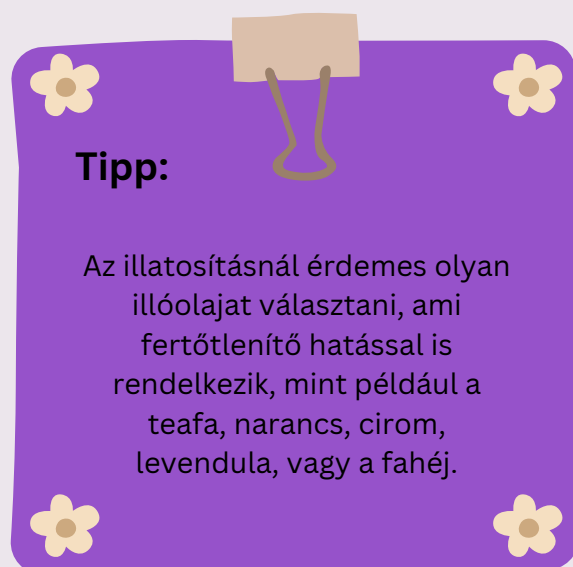 Tipp:
Az illatosításnál érdemes olyan
illóolajat választani, ami
fertőtlenítő hatással is
rendelkezik, mint például a
teafa, narancs, cirom,
levendula, vagy a fahéj.